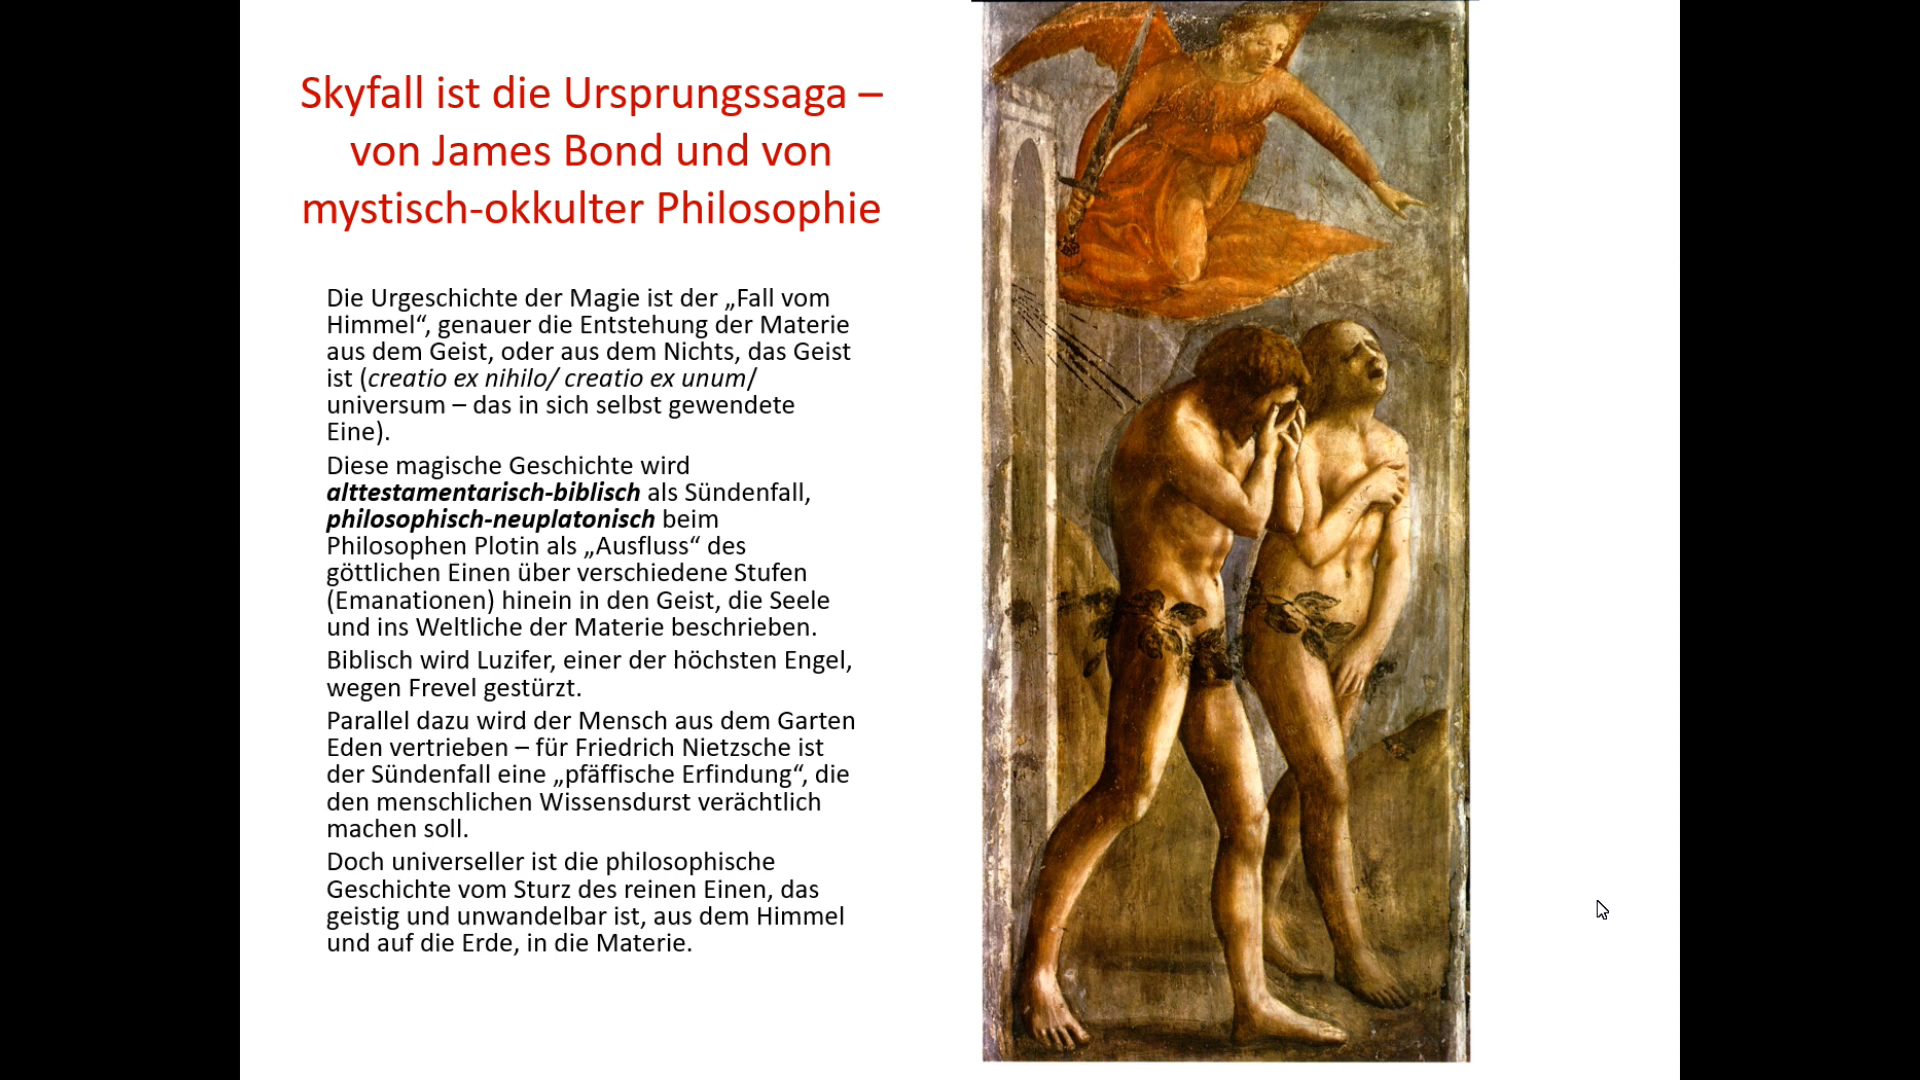 Skyfall ist die Ursprungssaga –
von James Bond und von
mystisch-okkulter Philosophie
Die Urgeschichte der Magie ist der „Fall vom
Himmel“, genauer die Entstehung der Materie
aus dem Geist, oder aus dem Nichts, das Geist
ist (creatio ex nihilo/ creatio ex unum/
universum – das in sich selbst gewendete
Eine).
Diese magische Geschichte wird
alttestamentarisch-biblisch als Sündenfall,
philosophisch-neuplatonisch beim
Philosophen Plotin als „Ausfluss“ des
göttlichen Einen über verschiedene Stufen
(Emanationen) hinein in den Geist, die Seele
und ins Weltliche der Materie beschrieben.
Biblisch wird Luzifer, einer der höchsten Engel,
wegen Frevel gestürzt.
Parallel dazu wird der Mensch aus dem Garten
Eden vertrieben – für Friedrich Nietzsche ist
der Sündenfall eine „pfäffische Erfindung“, die
den menschlichen Wissensdurst verächtlich
machen soll.
Doch universeller ist die philosophische
Geschichte vom Sturz des reinen Einen, das
geistig und unwandelbar ist, aus dem Himmel
und auf die Erde, in die Materie.